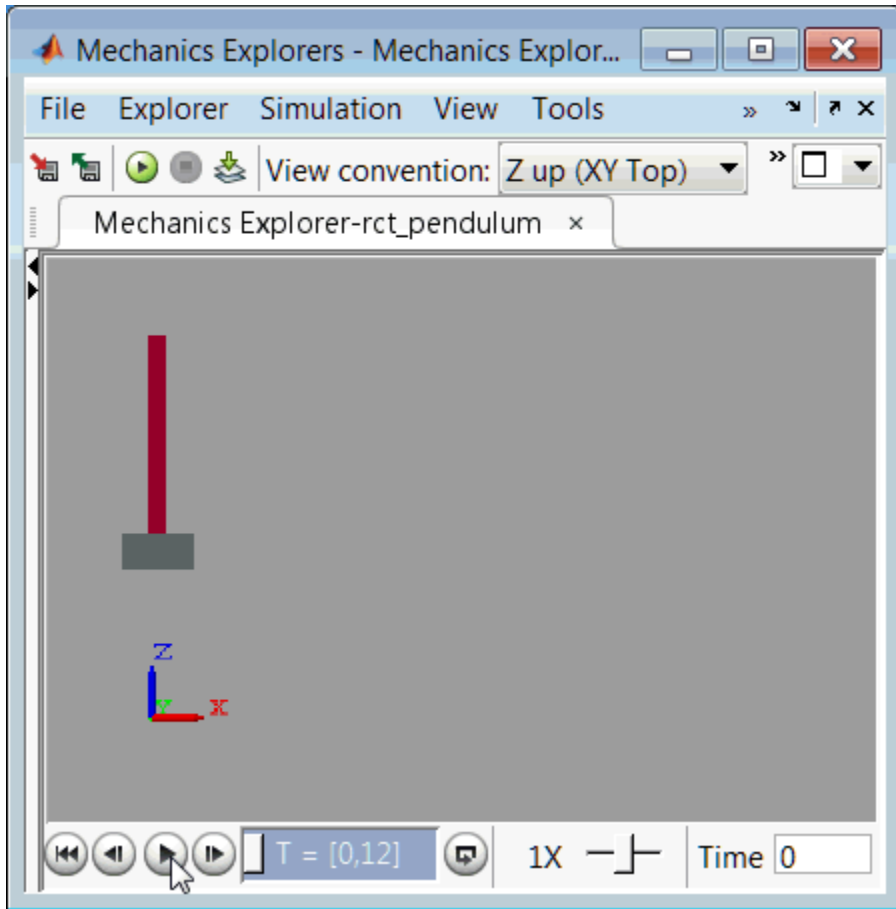 Mechanics Explorers - Mechanics Explor...
File Explorer Simulation View Tools »
View convention: Z up (XY Top) »
Mechanics Explorer-rct_pendulum ×
Z
Y X
T = [0,12] 1X Time 0